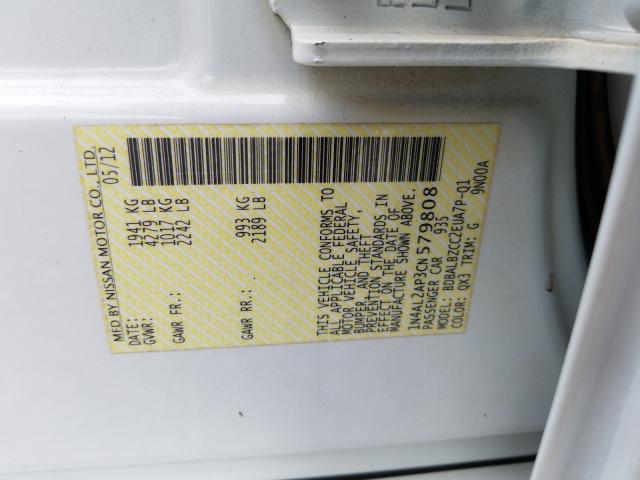 MFD BY NISSAN MOTOR CO., LTD.
DATE: 05/12
GVWR: 1941 KG
4279 LB
GAWR FR.: 1017 KG
2242 LB
GAWR RR.: 993 KG
2189 LB
THIS VEHICLE CONFORMS TO
ALL APPLICABLE FEDERAL
MOTOR VEHICLE SAFETY
BUMPER, AND THEFT
PREVENTION STANDARDS IN
EFFECT ON THE DATE OF
MANUFACTURE SHOWN ABOVE.
1N4AL2AP3CN579808
PASSENGER CAR 935
MODEL: BDBALBZCCZEUA7P-Q1
COLOR: QX3 TRIM: G 9N00A